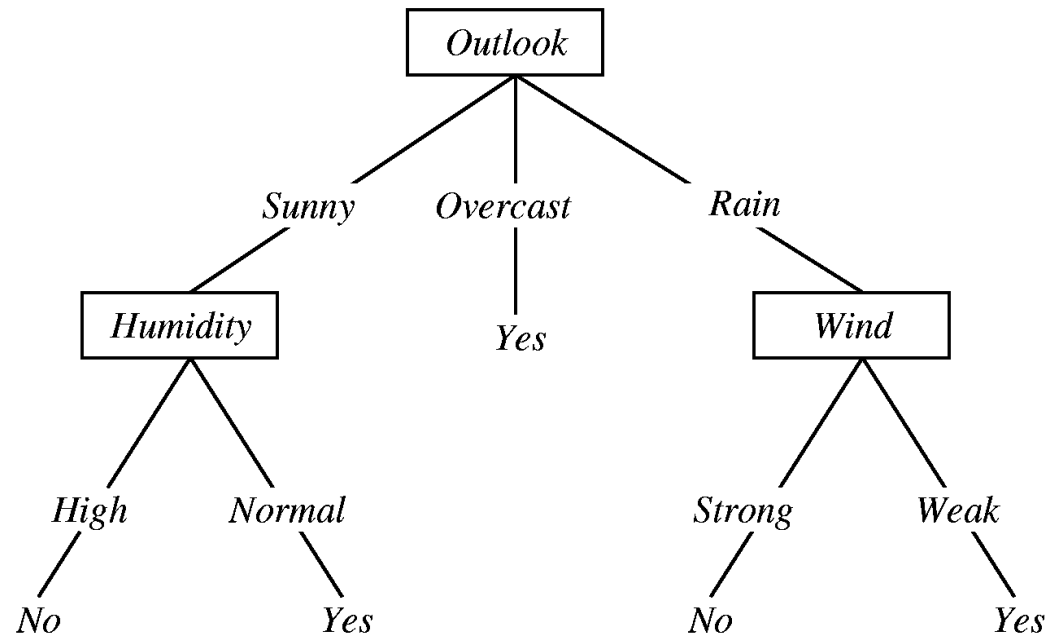 Outlook
Sunny Overcast Rain
Humidity Yes Wind
High Normal Strong Weak
No Yes No Yes